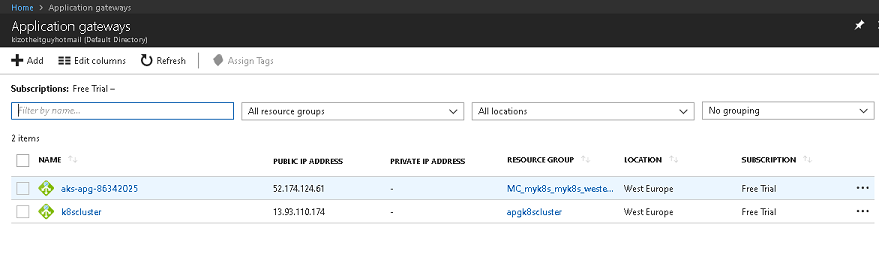 Home > Application gateways
Application gateways
kizotheitguyhotmail (Default Directory)
Add Edit columns Refresh Assign Tags
Subscriptions: Free Trial –
Filter by name... All resource groups All locations No grouping
2 items
NAME PUBLIC IP ADDRESS PRIVATE IP ADDRESS RESOURCE GROUP LOCATION SUBSCRIPTION
aks-apg-86342025 52.174.124.61 - MC_myk8s_myk8s_weste... West Europe Free Trial
k8scluster 13.93.110.174 - apgk8scluster West Europe Free Trial